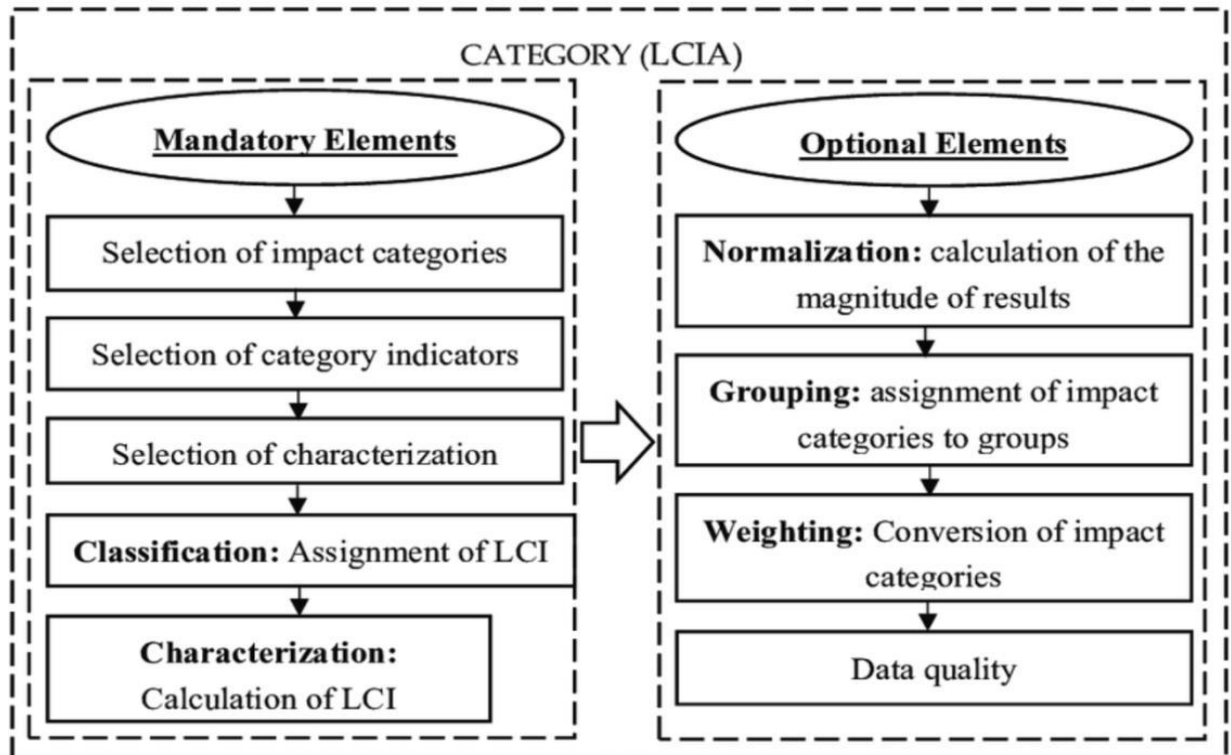 CATEGORY (LCIA)
Mandatory Elements
Selection of impact categories
Selection of category indicators
Selection of characterization
Classification: Assignment of LCI
Characterization:
Calculation of LCI
Optional Elements
Normalization: calculation of the
magnitude of results
Grouping: assignment of impact
categories to groups
Weighting: Conversion of impact
categories
Data quality